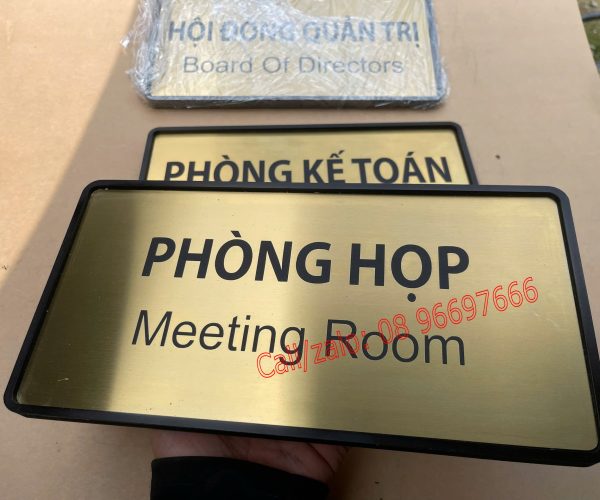 HỘI ĐỒNG QUẢN TRỊ
Board Of Directors
PHÒNG KẾ TOÁN
PHÒNG HỌP
Meeting Room
Call/zalo: 08 96697666